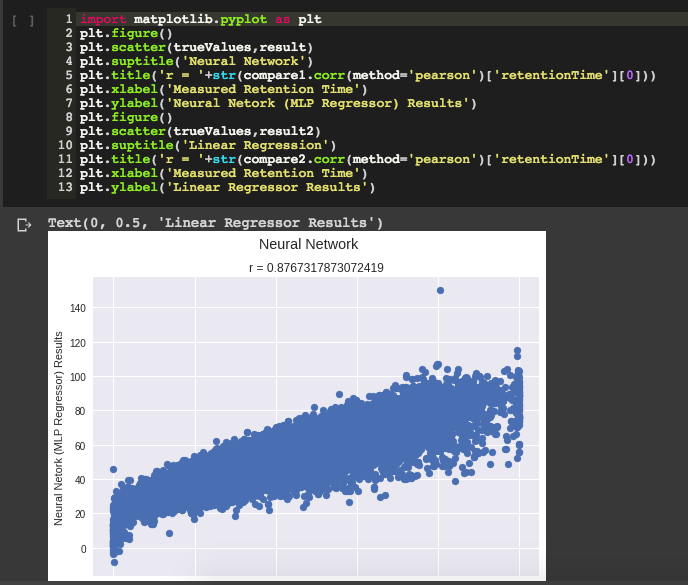 [ ]
1 import matplotlib.pyplot as plt
2 plt.figure()
3 plt.scatter(trueValues,result)
4 plt.suptitle('Neural Network')
5 plt.title('r = '+str(compare1.corr(method='pearson')['retentionTime'][0]))
6 plt.xlabel('Measured Retention Time')
7 plt.ylabel('Neural Netork (MLP Regressor) Results')
8 plt.figure()
9 plt.scatter(trueValues,result2)
10 plt.suptitle('Linear Regression')
11 plt.title('r = '+str(compare2.corr(method='pearson')['retentionTime'][0]))
12 plt.xlabel('Measured Retention Time')
13 plt.ylabel('Linear Regressor Results')
Text(0, 0.5, 'Linear Regressor Results')
Neural Network
r = 0.8767317873072419
Neural Netork (MLP Regressor) Results
140
120
100
80
60
40
20
0